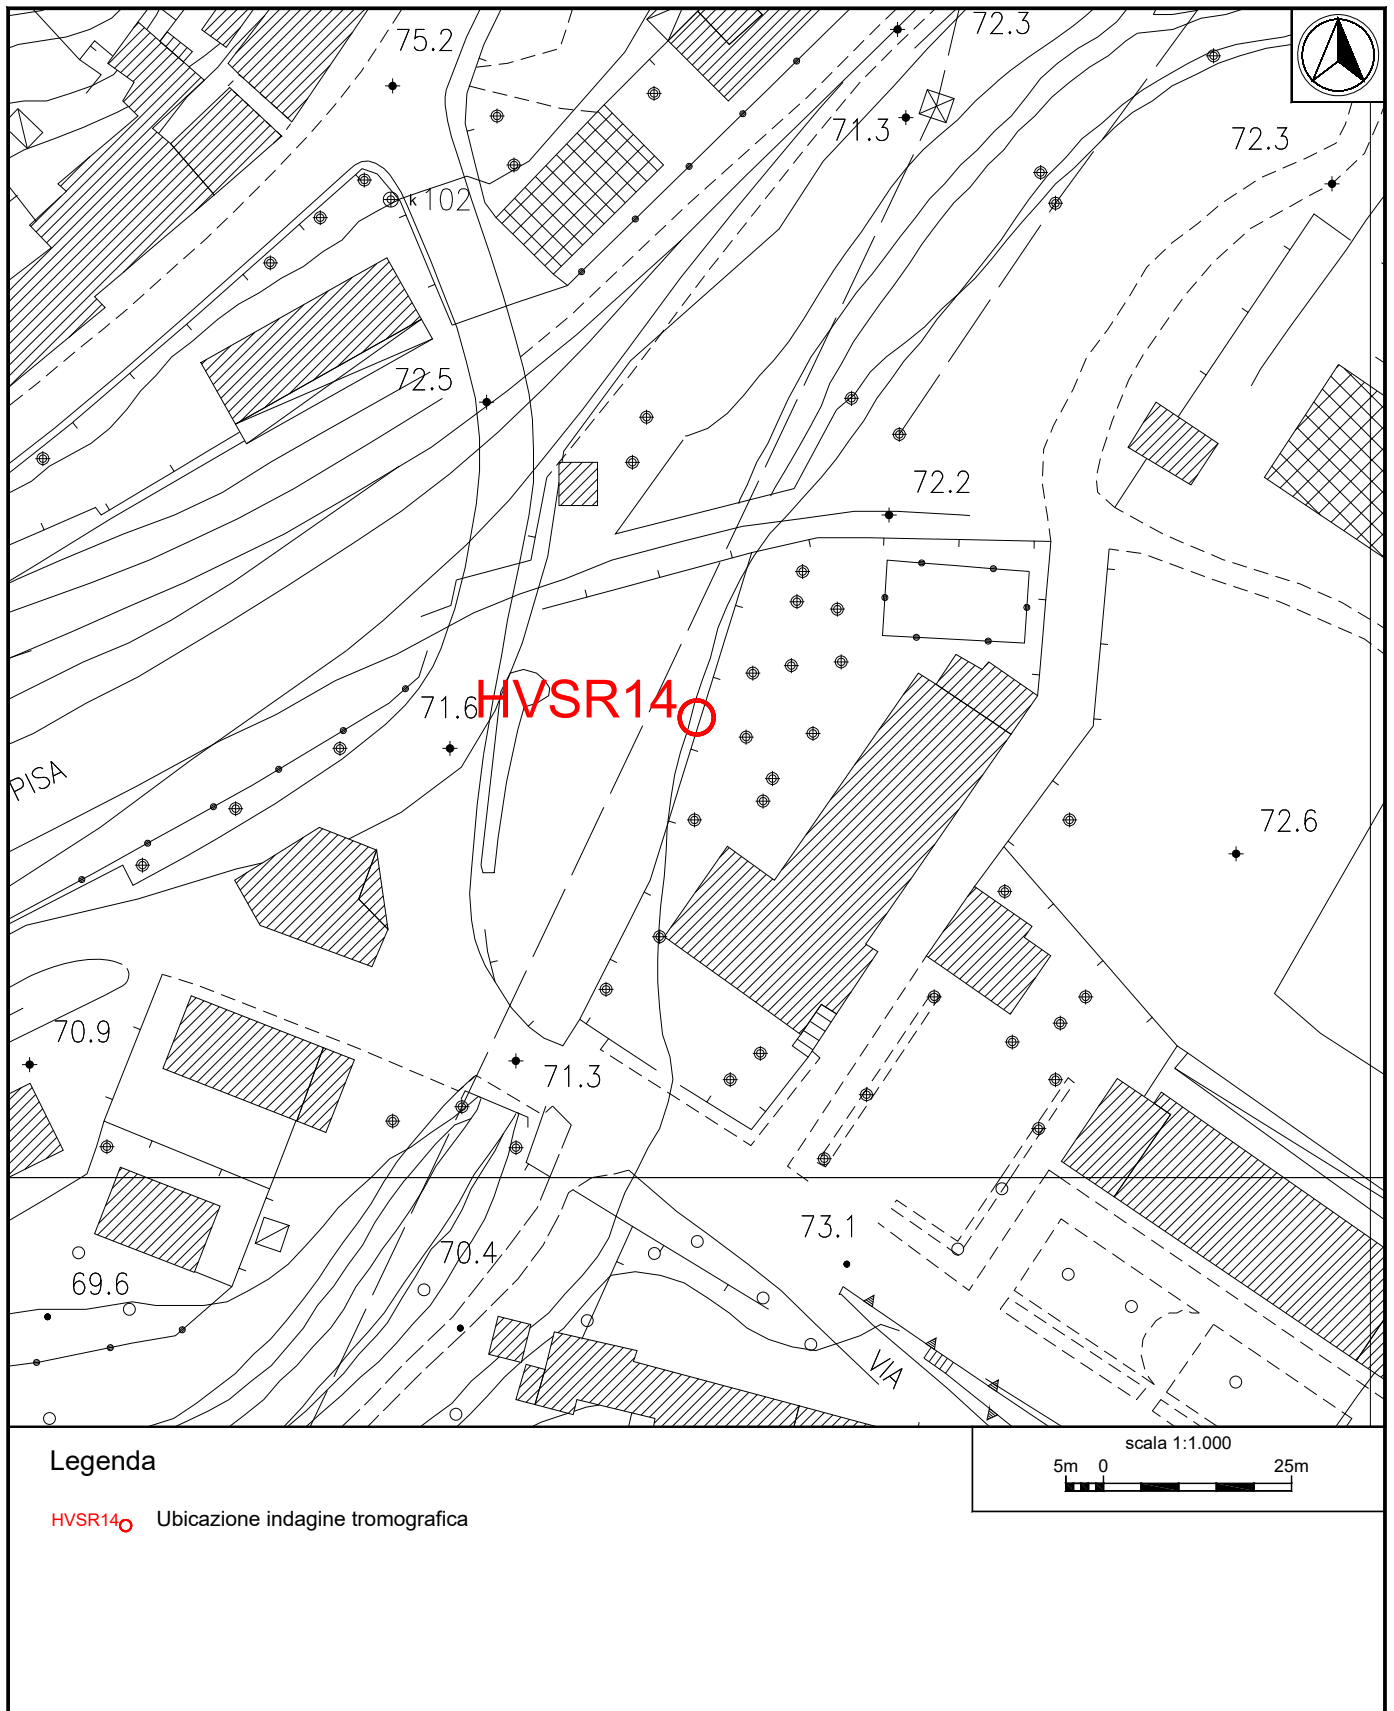 75.2
72.3
71.3
72.3
k 102
72.5
72.2
71.6
HVSR14
PISA
72.6
70.9
71.3
73.1
70.4
69.6
VIA
Legenda
HVSR14 Ubicazione indagine tromografica
scala 1:1.000
5m 0 25m